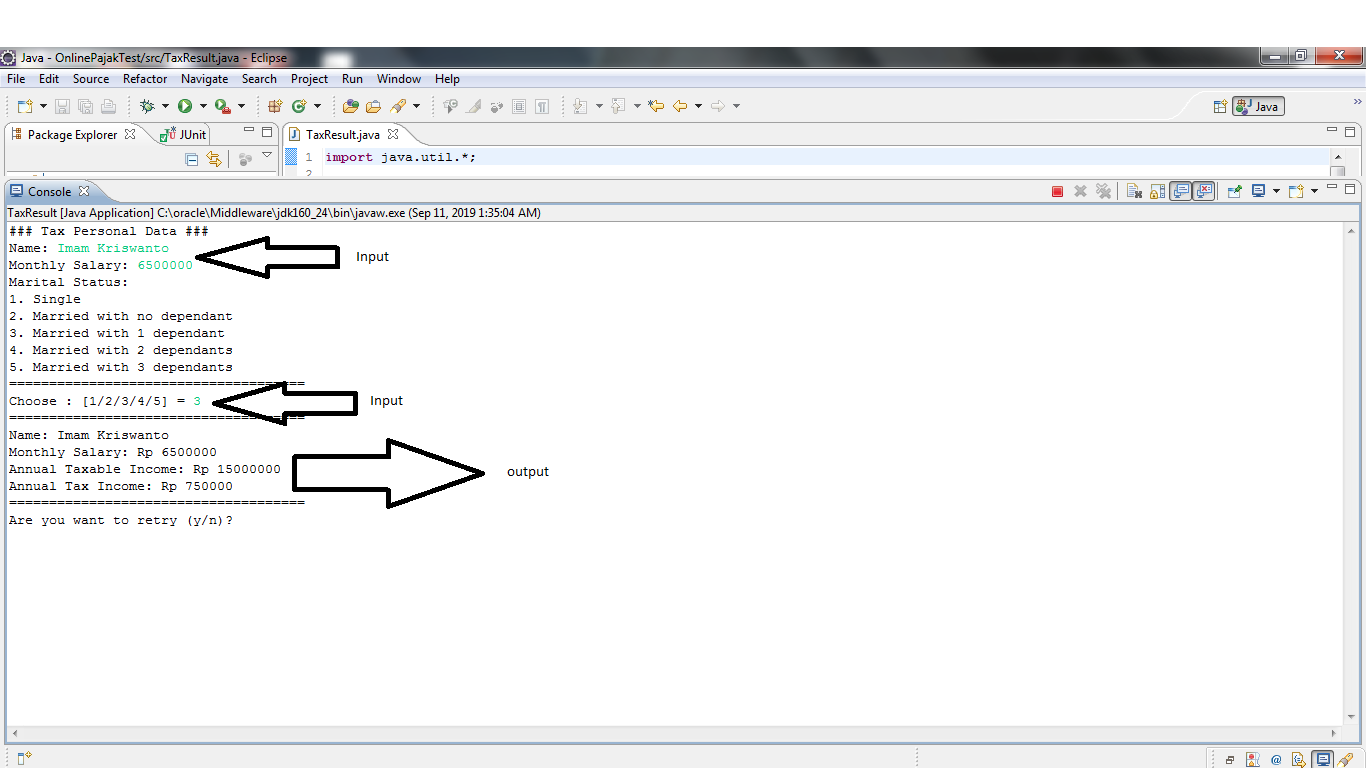 Java - OnlinePajakTest/src/TaxResult.java - Eclipse
File Edit Source Refactor Navigate Search Project Run Window Help
Java
Package Explorer JUnit TaxResult.java
1 import java.util.*;
2
Console
TaxResult [Java Application] C:\oracle\Middleware\jdk160_24\bin\javaw.exe (Sep 11, 2019 1:35:04 AM)
### Tax Personal Data ###
Name: Imam Kriswanto
Monthly Salary: 6500000
Input
Marital Status:
1. Single
2. Married with no dependant
3. Married with 1 dependant
4. Married with 2 dependants
5. Married with 3 dependants
=====================================
Choose : [1/2/3/4/5] = 3
Input
=====================================
Name: Imam Kriswanto
Monthly Salary: Rp 6500000
Annual Taxable Income: Rp 15000000
output
Annual Tax Income: Rp 750000
=====================================
Are you want to retry (y/n)?